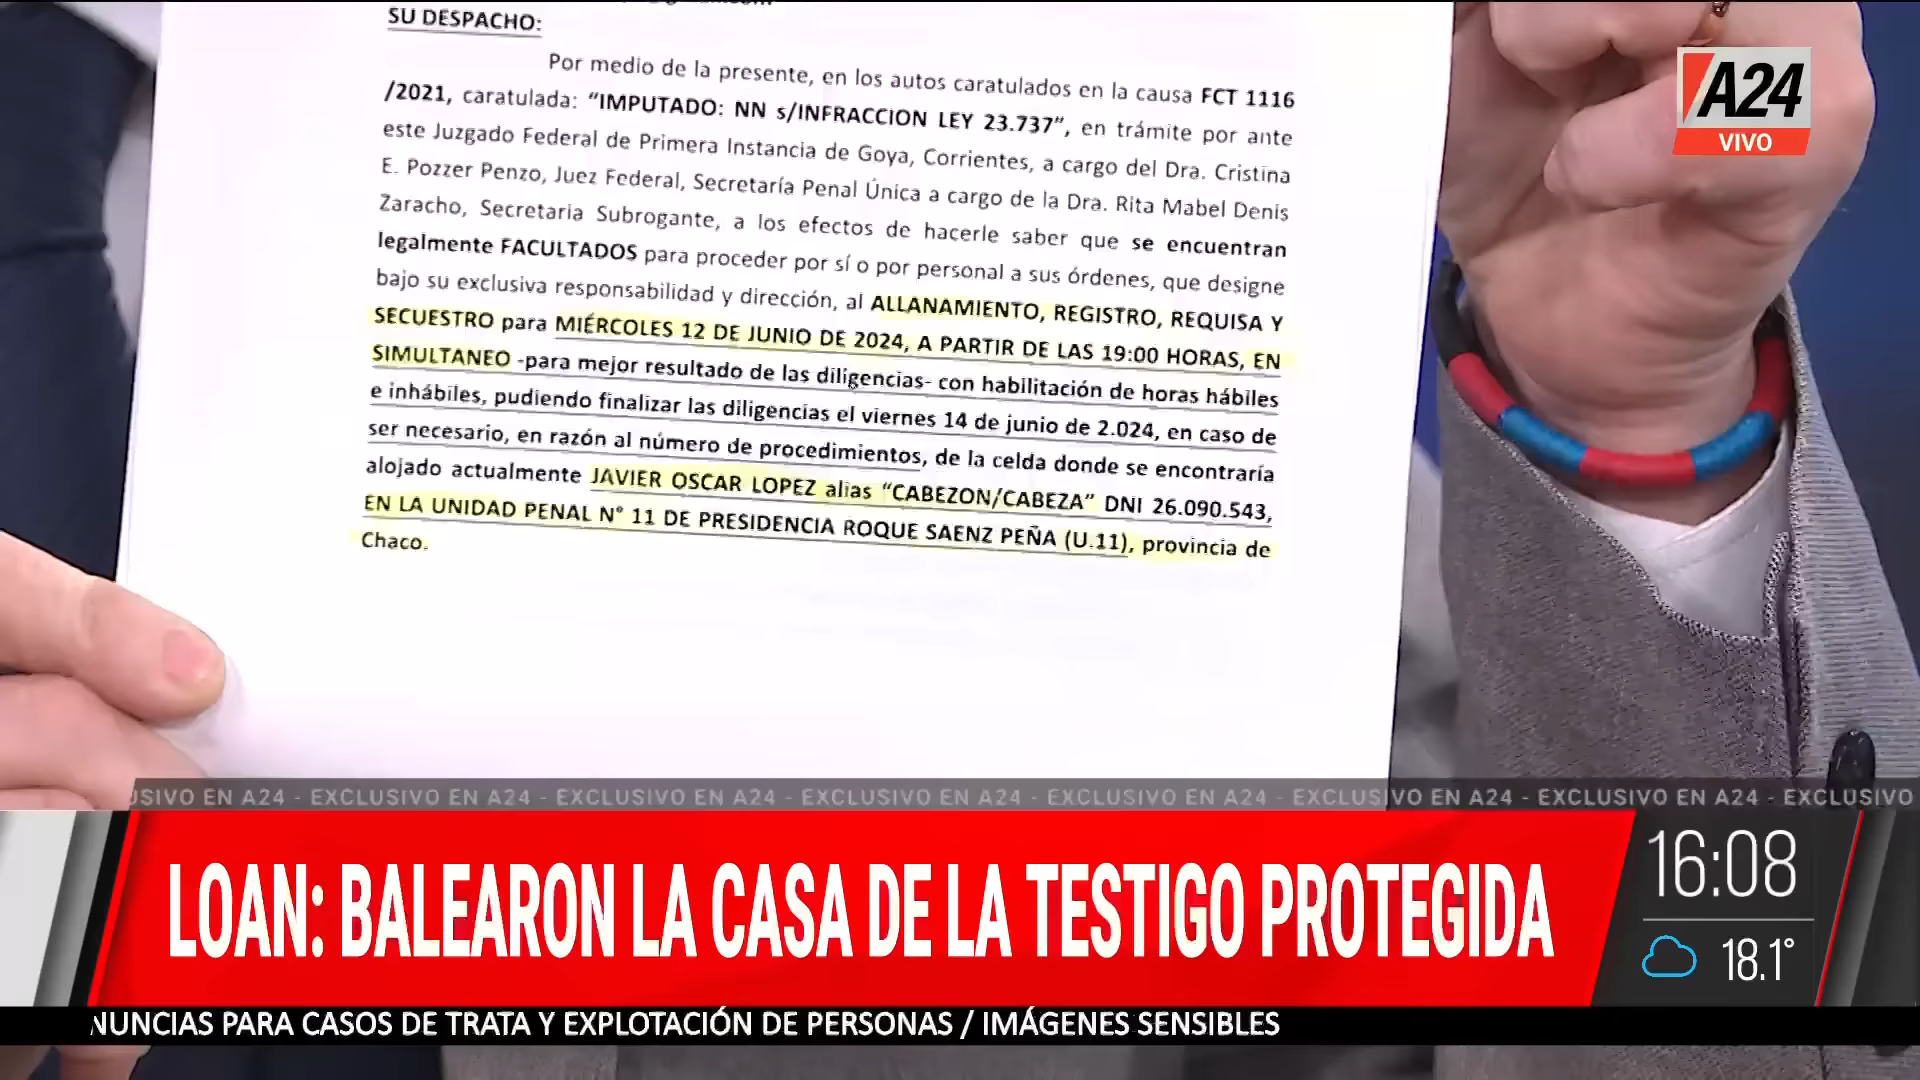 SU DESPACHO:
Por medio de la presente, en los autos caratulados en la causa FCT 1116
/2021, caratulada: “IMPUTADO: NN s/INFRACCION LEY 23.737”, en trámite por ante
este Juzgado Federal de Primera Instancia de Goya, Corrientes, a cargo del Dra. Cristina
E. Pozzer Penzo, Juez Federal, Secretaría Penal Única a cargo de la Dra. Rita Mabel Denis
Zaracho, Secretaria Subrogante, a los efectos de hacerle saber que se encuentran
legalmente FACULTADOS para proceder por sí o por personal a sus órdenes, que designe
bajo su exclusiva responsabilidad y dirección, al ALLANAMIENTO, REGISTRO, REQUISA Y
SECUESTRO para MIÉRCOLES 12 DE JUNIO DE 2024, A PARTIR DE LAS 19:00 HORAS, EN
SIMULTANEO -para mejor resultado de las diligencias- con habilitación de horas hábiles
e inhábiles, pudiendo finalizar las diligencias el viernes 14 de junio de 2.024, en caso de
ser necesario, en razón al número de procedimientos, de la celda donde se encontraría
alojado actualmente JAVIER OSCAR LOPEZ alias “CABEZON/CABEZA” DNI 26.090.543,
EN LA UNIDAD PENAL N° 11 DE PRESIDENCIA ROQUE SAENZ PEÑA (U.11), provincia de
Chaco.
A24
VIVO
USIVO EN A24 - EXCLUSIVO EN A24 - EXCLUSIVO EN A24 - EXCLUSIVO EN A24 - EXCLUSIVO EN A24 - EXCLUSIVO EN A24 - EXCLUSIVO EN A24 - EXCLUSIVO
LOAN: BALEARON LA CASA DE LA TESTIGO PROTEGIDA
16:08
18.1°
NUNCIAS PARA CASOS DE TRATA Y EXPLOTACIÓN DE PERSONAS / IMÁGENES SENSIBLES